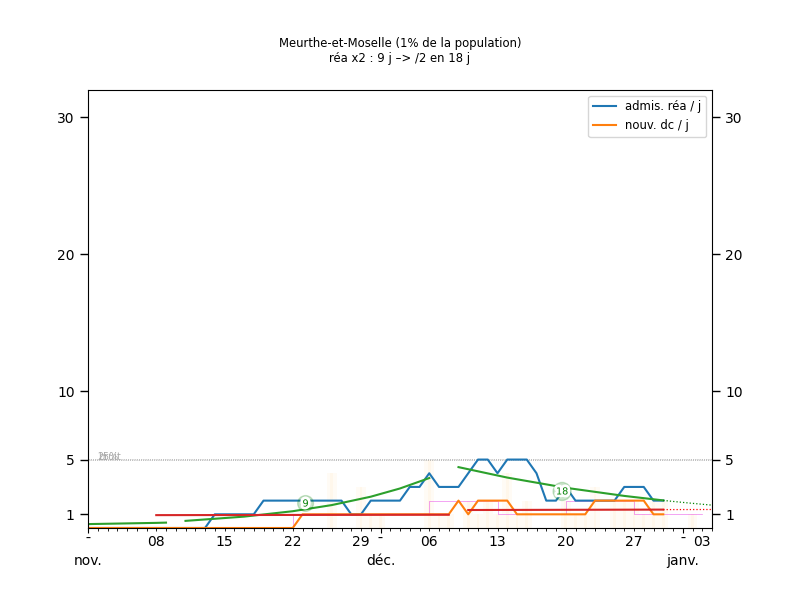 Meurthe-et-Moselle (1% de la population)
réa x2 : 9 j –> /2 en 18 j
admis. réa / j
nouv. dc / j
30 30
20 20
10 10
5 5
1 1
9
18
- 08 15 22 29 - 06 13 20 27 - 03
nov. déc. janv.